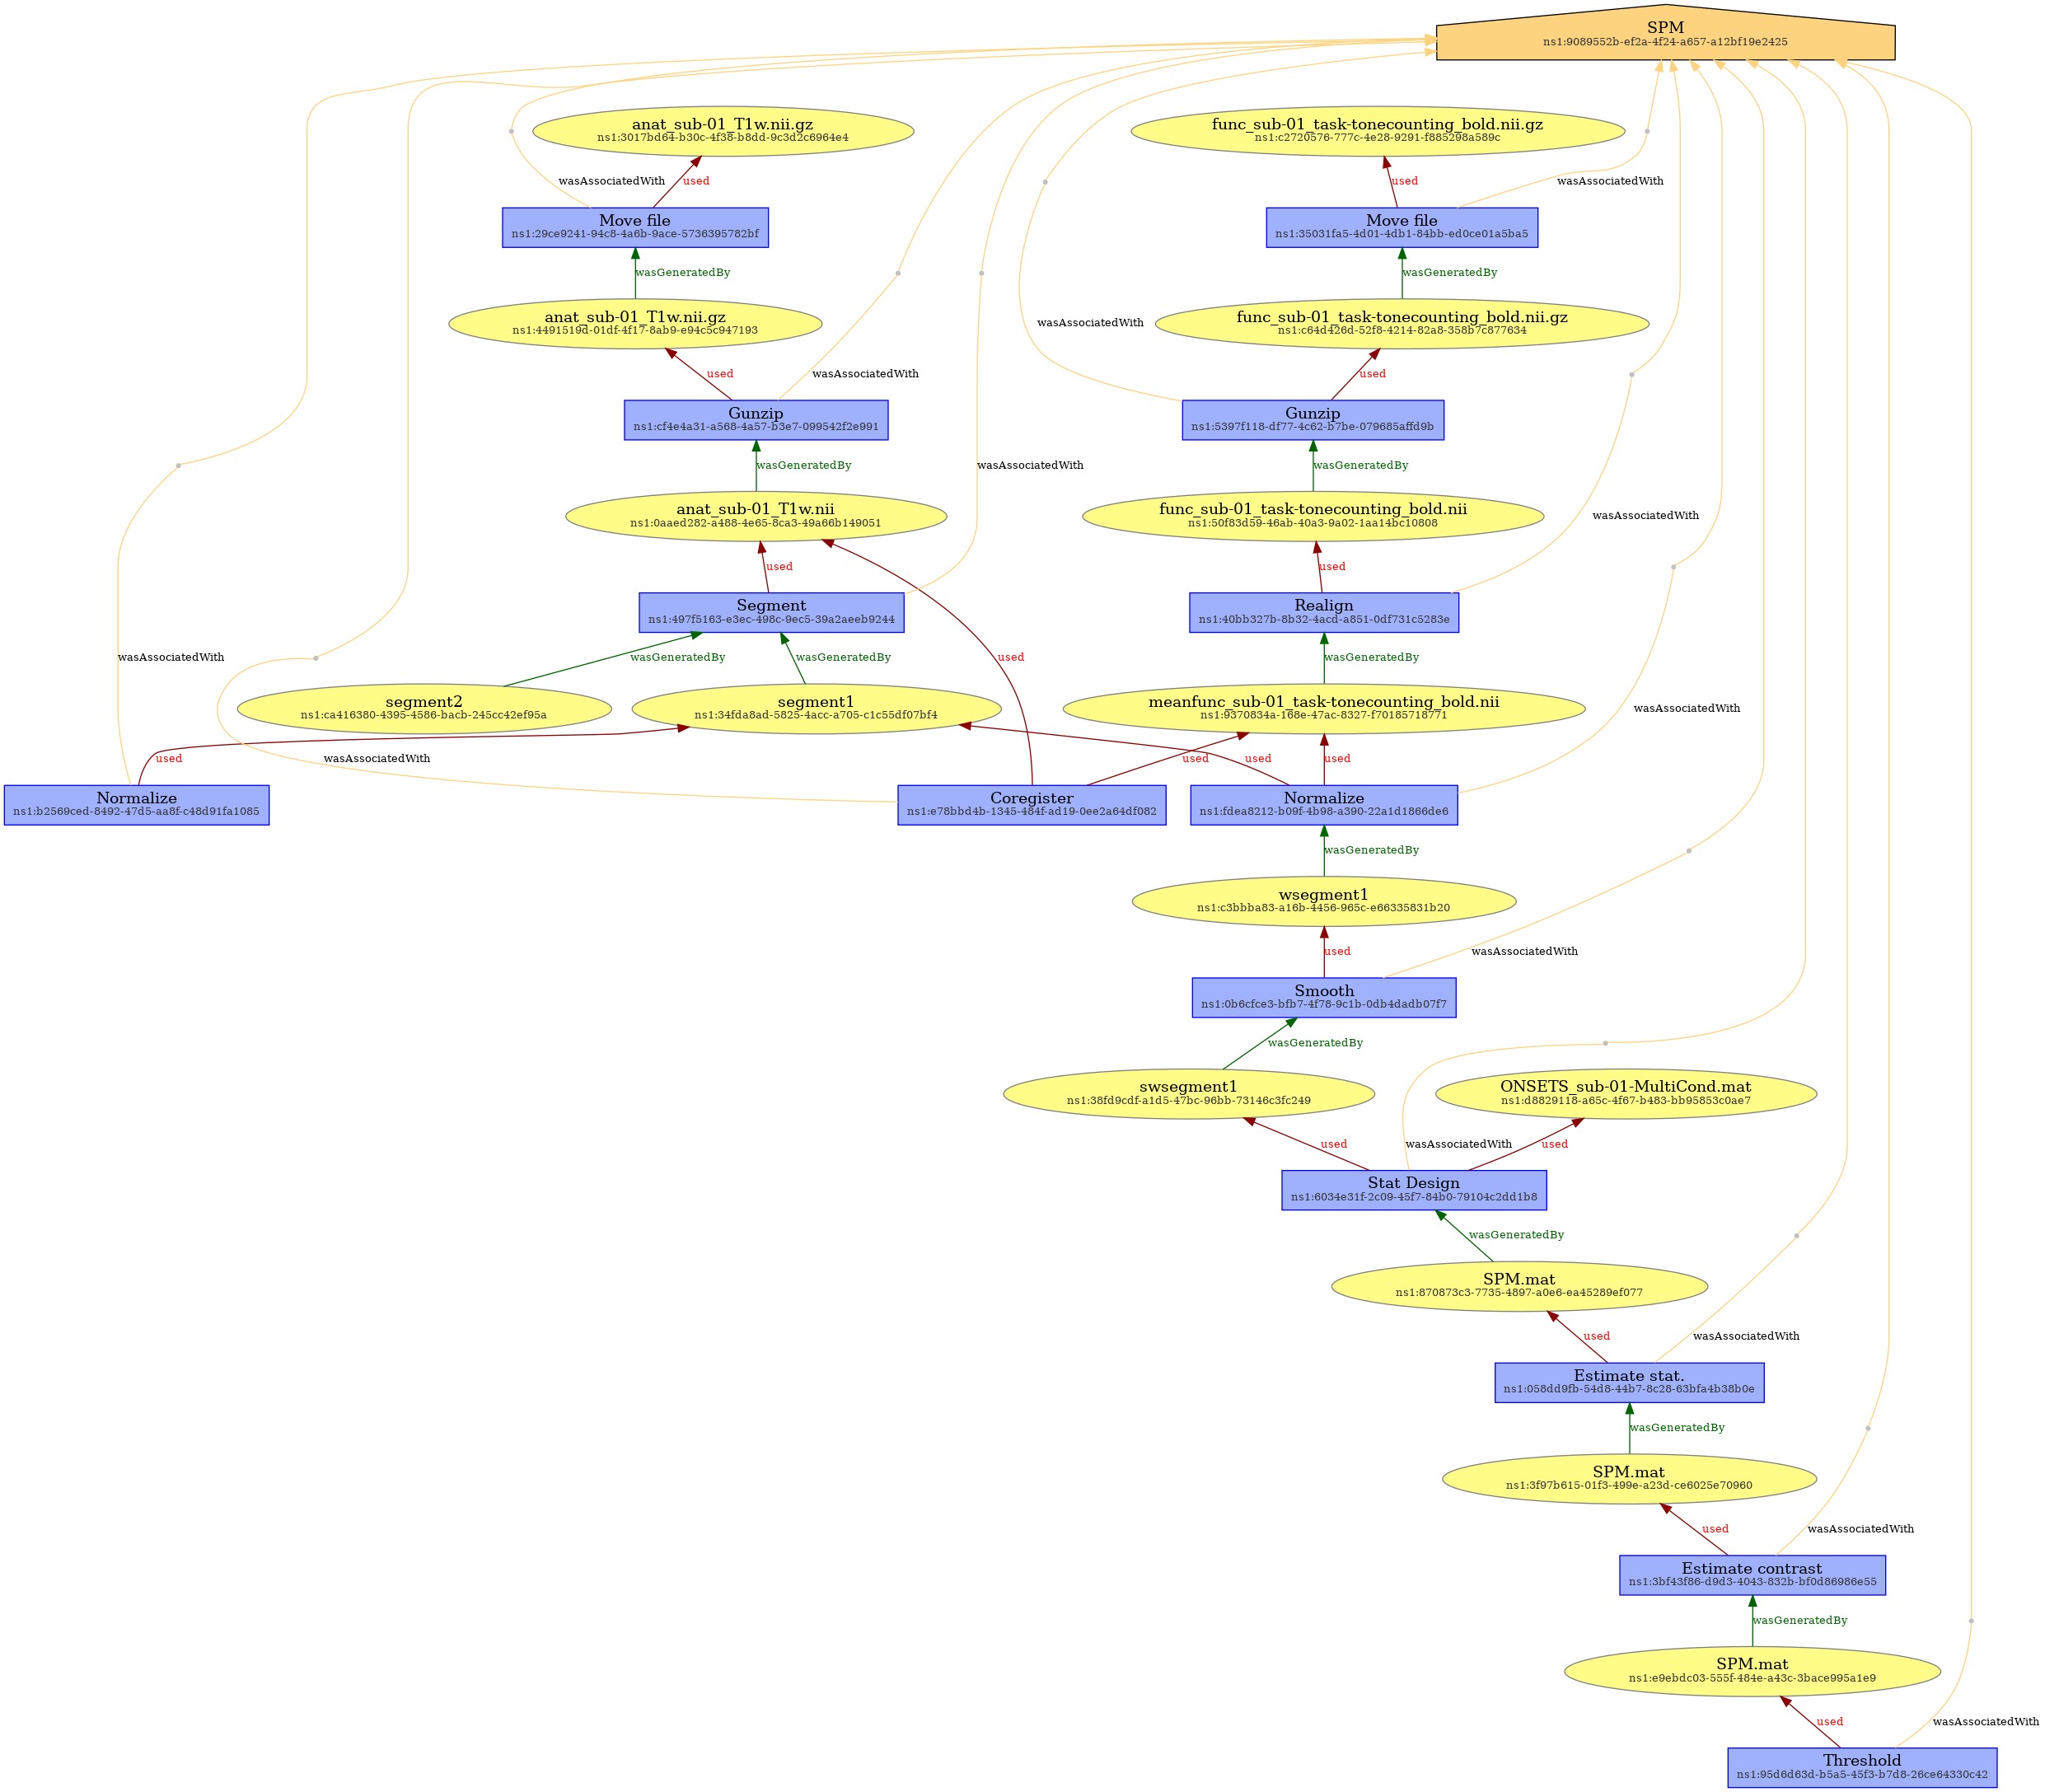 SPM
ns1:9089552b-ef2a-4f24-a657-a12bf19e2425
anat_sub-01_T1w.nii.gz
ns1:3017bd64-b30c-4f38-b8dd-9c3d2c6964e4
func_sub-01_task-tonecounting_bold.nii.gz
ns1:c2720576-777c-4e28-9291-f885298a589c
wasAssociatedWith
used
used
wasAssociatedWith
Move file
ns1:29ce9241-94c8-4a6b-9ace-5736395782bf
Move file
ns1:35031fa5-4d01-4db1-84bb-ed0ce01a5ba5
wasGeneratedBy
wasGeneratedBy
anat_sub-01_T1w.nii.gz
ns1:4491519d-01df-4f17-8ab9-e94c5c947193
wasAssociatedWith
func_sub-01_task-tonecounting_bold.nii.gz
ns1:c64d426d-52f8-4214-82a8-358b7c877634
used
wasAssociatedWith
used
Gunzip
ns1:cf4e4a31-a568-4a57-b3e7-099542f2e991
Gunzip
ns1:5397f118-df77-4c62-b7be-079685affd9b
wasGeneratedBy
wasAssociatedWith
wasGeneratedBy
anat_sub-01_T1w.nii
ns1:0aaed282-a488-4e65-8ca3-49a66b149051
func_sub-01_task-tonecounting_bold.nii
ns1:50f83d59-46ab-40a3-9a02-1aa14bc10808
wasAssociatedWith
used
used
Segment
ns1:497f5163-e3ec-498c-9ec5-39a2aeeb9244
Realign
ns1:40bb327b-8b32-4acd-a851-0df731c5283e
wasAssociatedWith
wasGeneratedBy
wasGeneratedBy
used
wasGeneratedBy
segment2
ns1:ca416380-4395-4586-bacb-245cc42ef95a
segment1
ns1:34fda8ad-5825-4acc-a705-c1c55df07bf4
meanfunc_sub-01_task-tonecounting_bold.nii
ns1:9370834a-168e-47ac-8327-f70185718771
wasAssociatedWith
used
wasAssociatedWith
used
used
used
Normalize
ns1:b2569ced-8492-47d5-aa8f-c48d91fa1085
Coregister
ns1:e78bbd4b-1345-484f-ad19-0ee2a64df082
Normalize
ns1:fdea8212-b09f-4b98-a390-22a1d1866de6
wasGeneratedBy
wsegment1
ns1:c3bbba83-a16b-4456-965c-e66335831b20
used
wasAssociatedWith
Smooth
ns1:0b6cfce3-bfb7-4f78-9c1b-0db4dadb07f7
wasGeneratedBy
swsegment1
ns1:38fd9cdf-a1d5-47bc-96bb-73146c3fc249
ONSETS_sub-01-MultiCond.mat
ns1:d8829118-a65c-4f67-b483-bb95853c0ae7
used
wasAssociatedWith
used
Stat Design
ns1:6034e31f-2c09-45f7-84b0-79104c2dd1b8
wasGeneratedBy
SPM.mat
ns1:870873c3-7735-4897-a0e6-ea45289ef077
used
wasAssociatedWith
Estimate stat.
ns1:058dd9fb-54d8-44b7-8c28-63bfa4b38b0e
wasGeneratedBy
SPM.mat
ns1:3f97b615-01f3-499e-a23d-ce6025e70960
used
wasAssociatedWith
Estimate contrast
ns1:3bf43f86-d9d3-4043-832b-bf0d86986e55
wasGeneratedBy
SPM.mat
ns1:e9ebdc03-555f-484e-a43c-3bace995a1e9
used
wasAssociatedWith
Threshold
ns1:95d6d63d-b5a5-45f3-b7d8-26ce64330c42